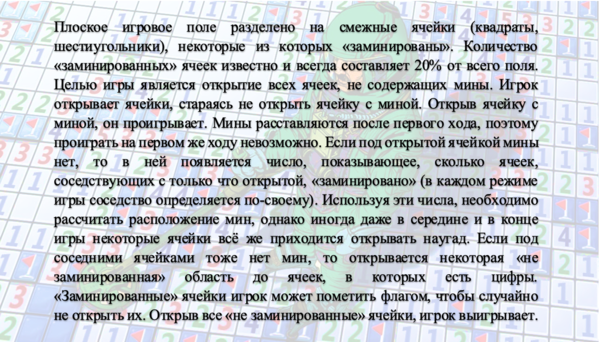 Плоское игровое поле разделено на смежные ячейки (квадраты,
шестиугольники), некоторые из которых «заминированы». Количество
«заминированных» ячеек известно и всегда составляет 20% от всего поля.
Целью игры является открытие всех ячеек, не содержащих мины. Игрок
открывает ячейки, стараясь не открыть ячейку с миной. Открыв ячейку с
миной, он проигрывает. Мины расставляются после первого хода, поэтому
проиграть на первом же ходу невозможно. Если под открытой ячейкой мины
нет, то в ней появляется число, показывающее, сколько ячеек,
соседствующих с только что открытой, «заминировано» (в каждом режиме
игры соседство определяется по-своему). Используя эти числа, необходимо
рассчитать расположение мин, однако иногда даже в середине и в конце
игры некоторые ячейки всё же приходится открывать наугад. Если под
соседними ячейками тоже нет мин, то открывается некоторая «не
заминированная» область до ячеек, в которых есть цифры.
«Заминированные» ячейки игрок может пометить флагом, чтобы случайно
не открыть их. Открыв все «не заминированные» ячейки, игрок выигрывает.